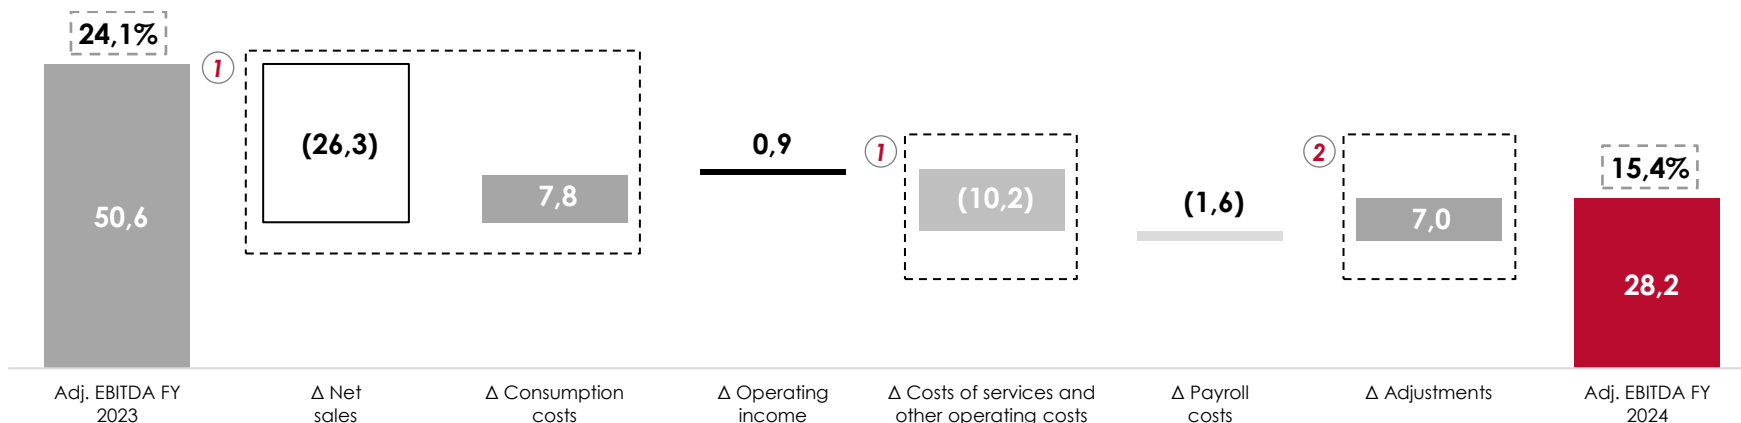 24,1%
1
50,6
(26,3)
7,8
0,9
1
(10,2)
(1,6)
2
7,0
15,4%
28,2
Adj. EBITDA FY
2023
Δ Net
sales
Δ Consumption
costs
Δ Operating
income
Δ Costs of services and
other operating costs
Δ Payroll
costs
Δ Adjustments
Adj. EBITDA FY
2024